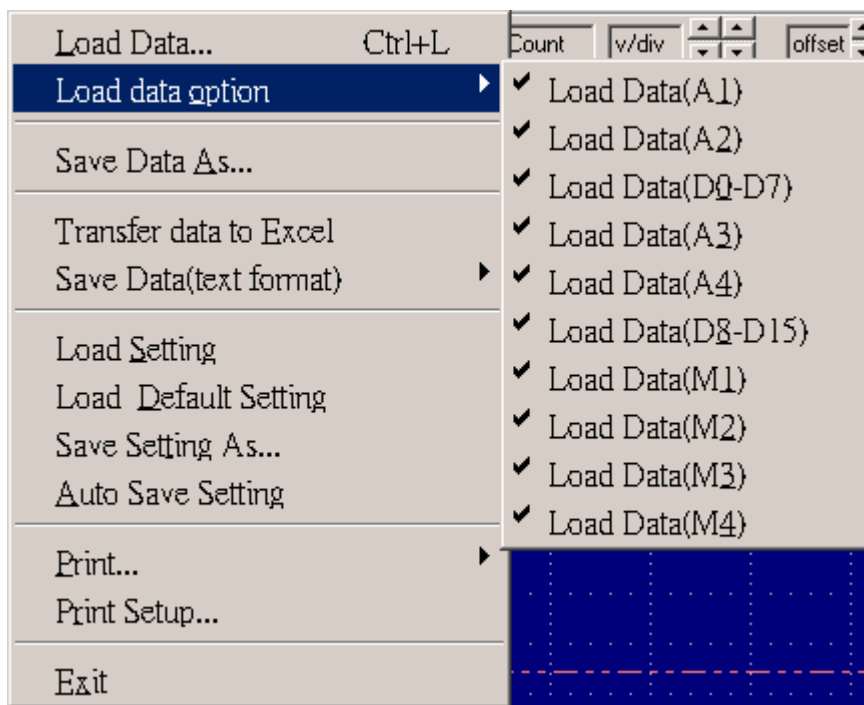 Load Data... Ctrl+L
Load data option
Save Data As...
Transfer data to Excel
Save Data(text format)
Load Setting
Load Default Setting
Save Setting As...
Auto Save Setting
Print...
Print Setup...
Exit
Count v/div offset
Load Data(A1)
Load Data(A2)
Load Data(D0-D7)
Load Data(A3)
Load Data(A4)
Load Data(D8-D15)
Load Data(M1)
Load Data(M2)
Load Data(M3)
Load Data(M4)